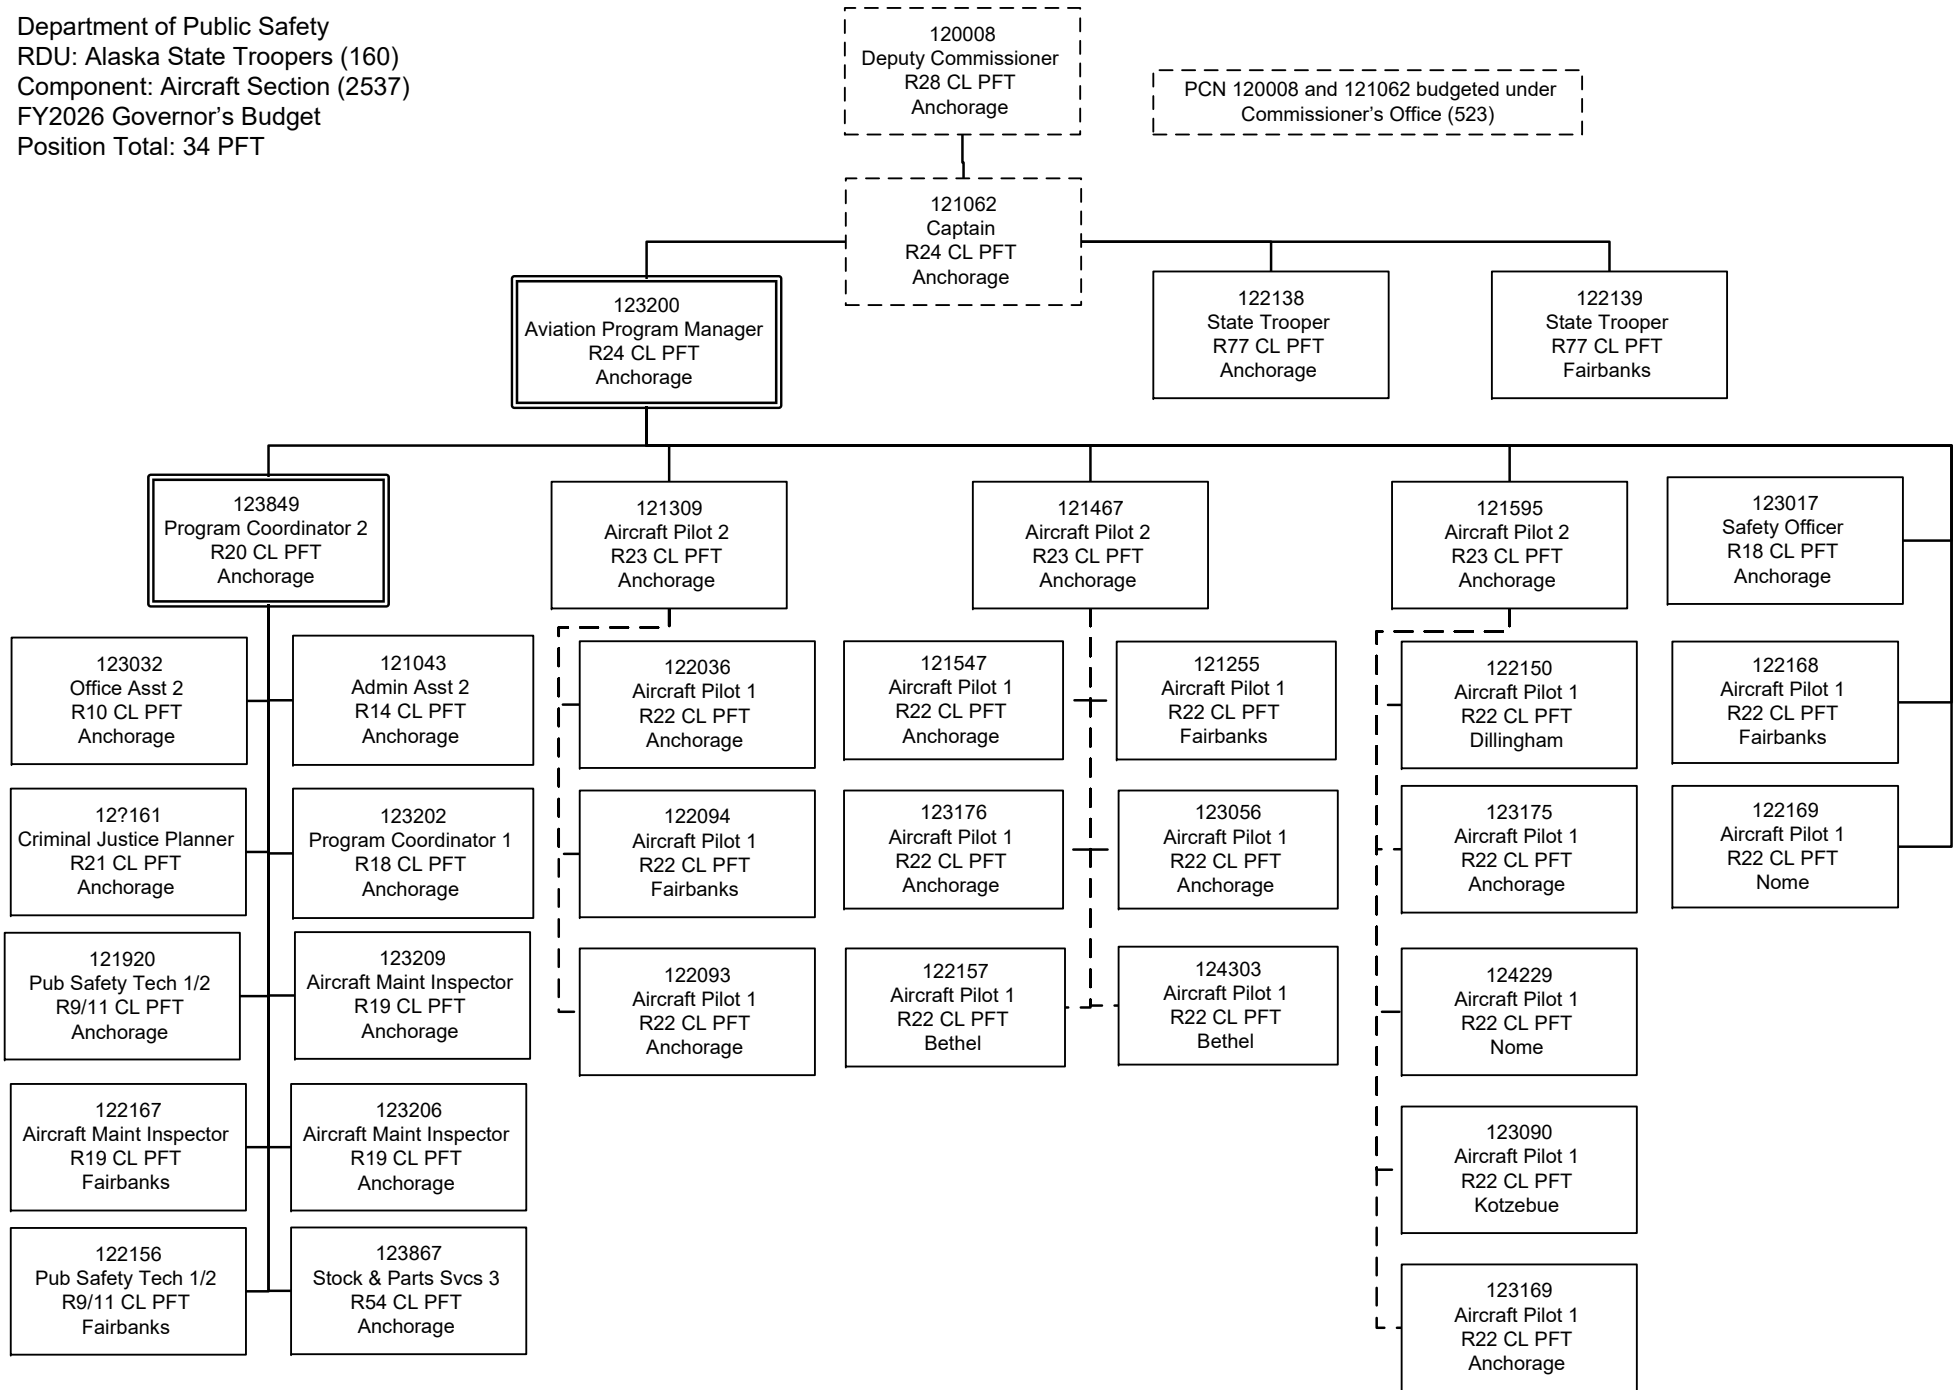 Department of Public Safety
RDU: Alaska State Troopers (160)
Component: Aircraft Section (2537)
FY2026 Governor's Budget
Position Total: 34 PFT
120008
Deputy Commissioner
R28 CL PFT
Anchorage
PCN 120008 and 121062 budgeted under
Commissioner's Office (523)
121062
Captain
R24 CL PFT
Anchorage
123200
Aviation Program Manager
R24 CL PFT
Anchorage
122138
State Trooper
R77 CL PFT
Anchorage
122139
State Trooper
R77 CL PFT
Fairbanks
123849
Program Coordinator 2
R20 CL PFT
Anchorage
121309
Aircraft Pilot 2
R23 CL PFT
Anchorage
121467
Aircraft Pilot 2
R23 CL PFT
Anchorage
121595
Aircraft Pilot 2
R23 CL PFT
Anchorage
123017
Safety Officer
R18 CL PFT
Anchorage
123032
Office Asst 2
R10 CL PFT
Anchorage
121043
Admin Asst 2
R14 CL PFT
Anchorage
122036
Aircraft Pilot 1
R22 CL PFT
Anchorage
121547
Aircraft Pilot 1
R22 CL PFT
Anchorage
121255
Aircraft Pilot 1
R22 CL PFT
Fairbanks
122150
Aircraft Pilot 1
R22 CL PFT
Dillingham
122168
Aircraft Pilot 1
R22 CL PFT
Fairbanks
12?161
Criminal Justice Planner
R21 CL PFT
Anchorage
123202
Program Coordinator 1
R18 CL PFT
Anchorage
122094
Aircraft Pilot 1
R22 CL PFT
Fairbanks
123176
Aircraft Pilot 1
R22 CL PFT
Anchorage
123056
Aircraft Pilot 1
R22 CL PFT
Anchorage
123175
Aircraft Pilot 1
R22 CL PFT
Anchorage
122169
Aircraft Pilot 1
R22 CL PFT
Nome
121920
Pub Safety Tech 1/2
R9/11 CL PFT
Anchorage
123209
Aircraft Maint Inspector
R19 CL PFT
Anchorage
122093
Aircraft Pilot 1
R22 CL PFT
Anchorage
122157
Aircraft Pilot 1
R22 CL PFT
Bethel
124303
Aircraft Pilot 1
R22 CL PFT
Bethel
124229
Aircraft Pilot 1
R22 CL PFT
Nome
122167
Aircraft Maint Inspector
R19 CL PFT
Fairbanks
123206
Aircraft Maint Inspector
R19 CL PFT
Anchorage
123090
Aircraft Pilot 1
R22 CL PFT
Kotzebue
122156
Pub Safety Tech 1/2
R9/11 CL PFT
Fairbanks
123867
Stock & Parts Svcs 3
R54 CL PFT
Anchorage
123169
Aircraft Pilot 1
R22 CL PFT
Anchorage